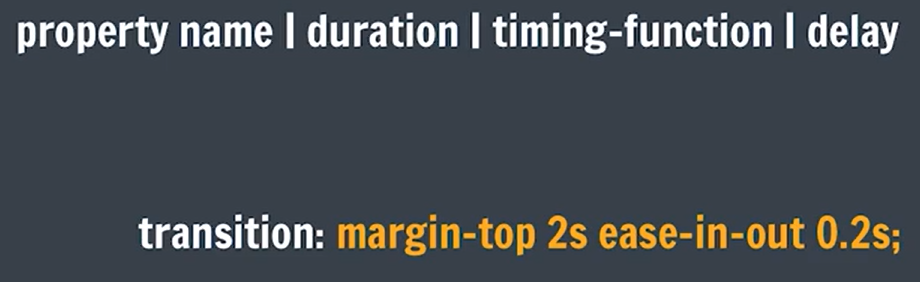 property name | duration | timing-function | delay
transition: margin-top 2s ease-in-out 0.2s;